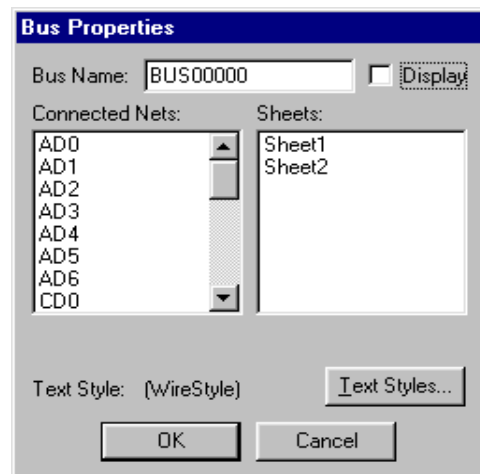 Bus Properties
Bus Name: BUS00000 Display
Connected Nets: Sheets:
AD0 Sheet1
AD1 Sheet2
AD2
AD3
AD4
AD5
AD6
CD0
Text Style: (WireStyle) Text Styles...
OK Cancel